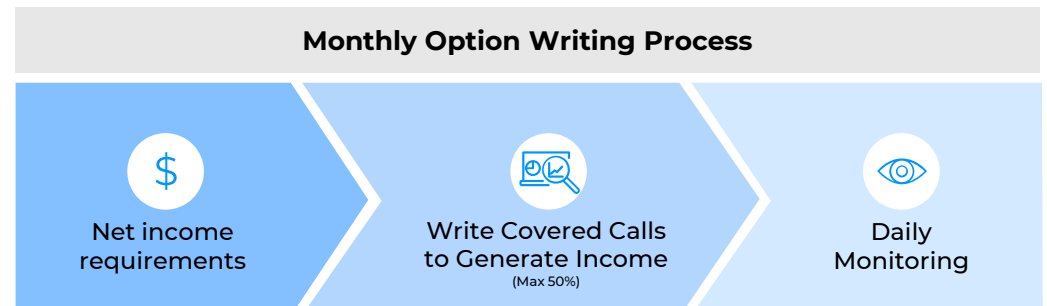 Monthly Option Writing Process
$
Net income
requirements
Write Covered Calls
to Generate Income
(Max 50%)
Daily
Monitoring